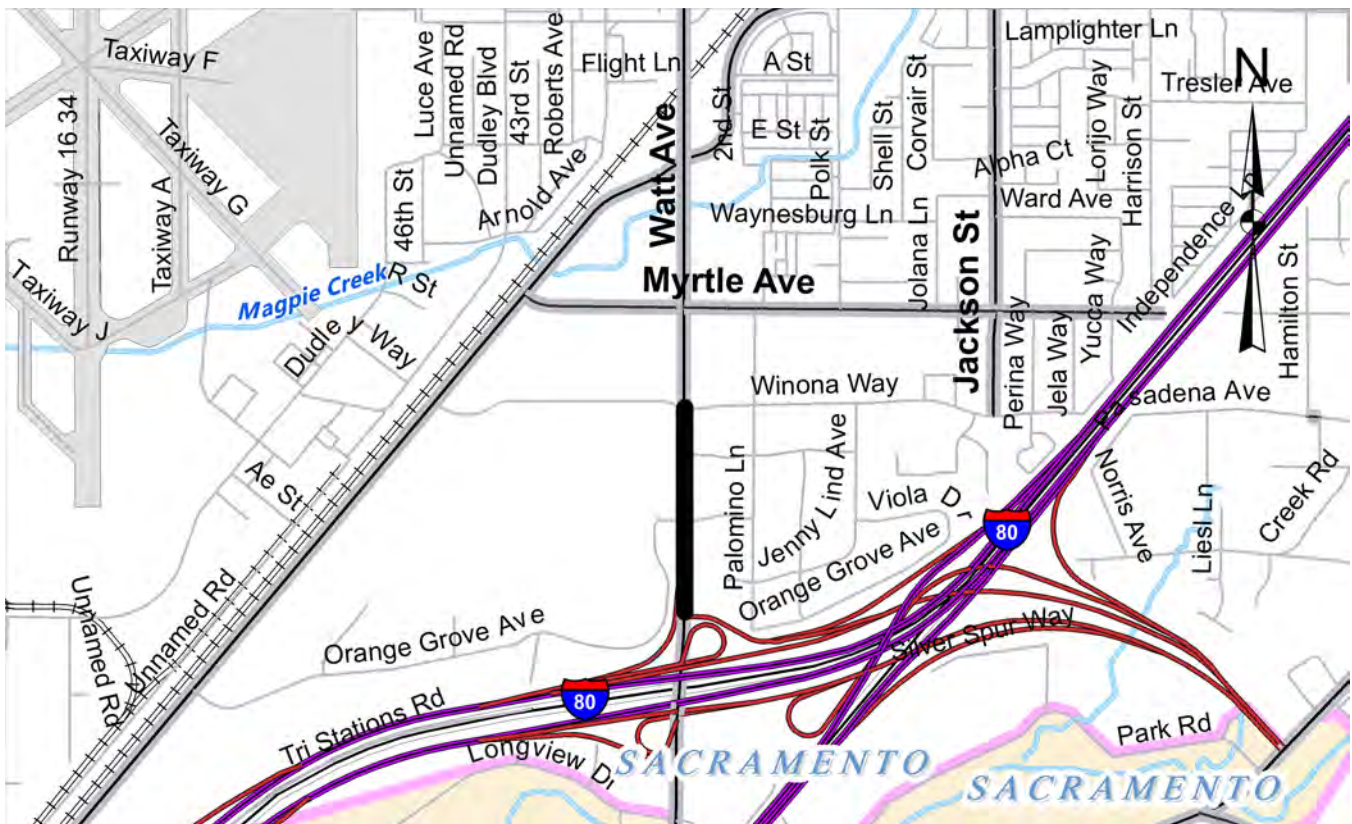 Taxiway F
Luce Ave
Unnamed Rd
Dudley Blvd
43rd St
Roberts Ave
Flight Ln
A St
Lamplighter Ln
N
Tresler Ave
2nd St
E St
Polk St
Shell St
Corvair St
Alpha Ct
Lorijo Way
Harrison St
Runway 16 34
Taxiway A
Taxiway G
46th St
Arnold Ave
Watt Ave
Waynesburg Ln
Jolana Ln
Ward Ave
Independence Ln
Taxiway J
Magpie Creek
R St
Myrtle Ave
Jackson St
Yucca Way
Hamilton St
Dudle
y Way
Perina Way
Jela Way
Winona Way
Pasadena Ave
Ae St
Palomino Ln
Jenny Lind Ave
Viola Dr
Norris Ave
Liesl Ln
Creek Rd
80
Orange Grove Ave
Unnamed Rd
Unnamed Rd
Orange Grove Ave
Silver Spur Way
80
Tri Stations Rd
Longview Dr
Park Rd
SACRAMENTO
SACRAMENTO